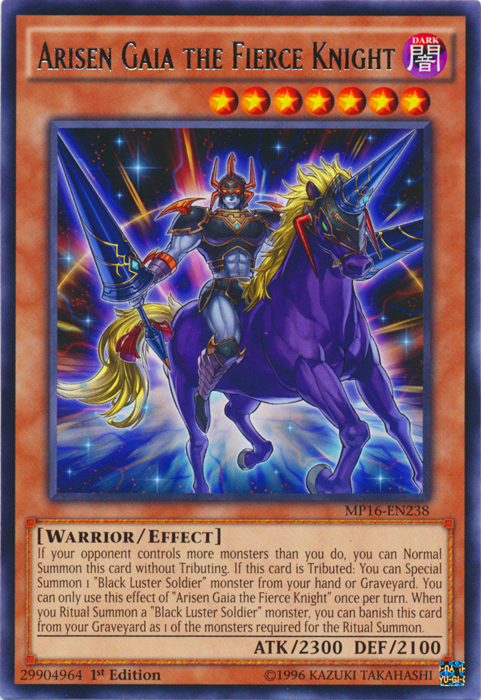 ARISEN GAIA THE FIERCE KNIGHT
DARK
闇
MP16-EN238
[WARRIOR/EFFECT]
If your opponent controls more monsters than you do, you can Normal
Summon this card without Tributing. If this card is Tributed: You can Special
Summon 1 "Black Luster Soldier" monster from your hand or Graveyard. You
can only use this effect of "Arisen Gaia the Fierce Knight" once per turn. When
you Ritual Summon a "Black Luster Soldier" monster, you can banish this card
from your Graveyard as 1 of the monsters required for the Ritual Summon.
ATK/2300 DEF/2100
29904964 1st Edition ©1996 KAZUKI TAKAHASHI